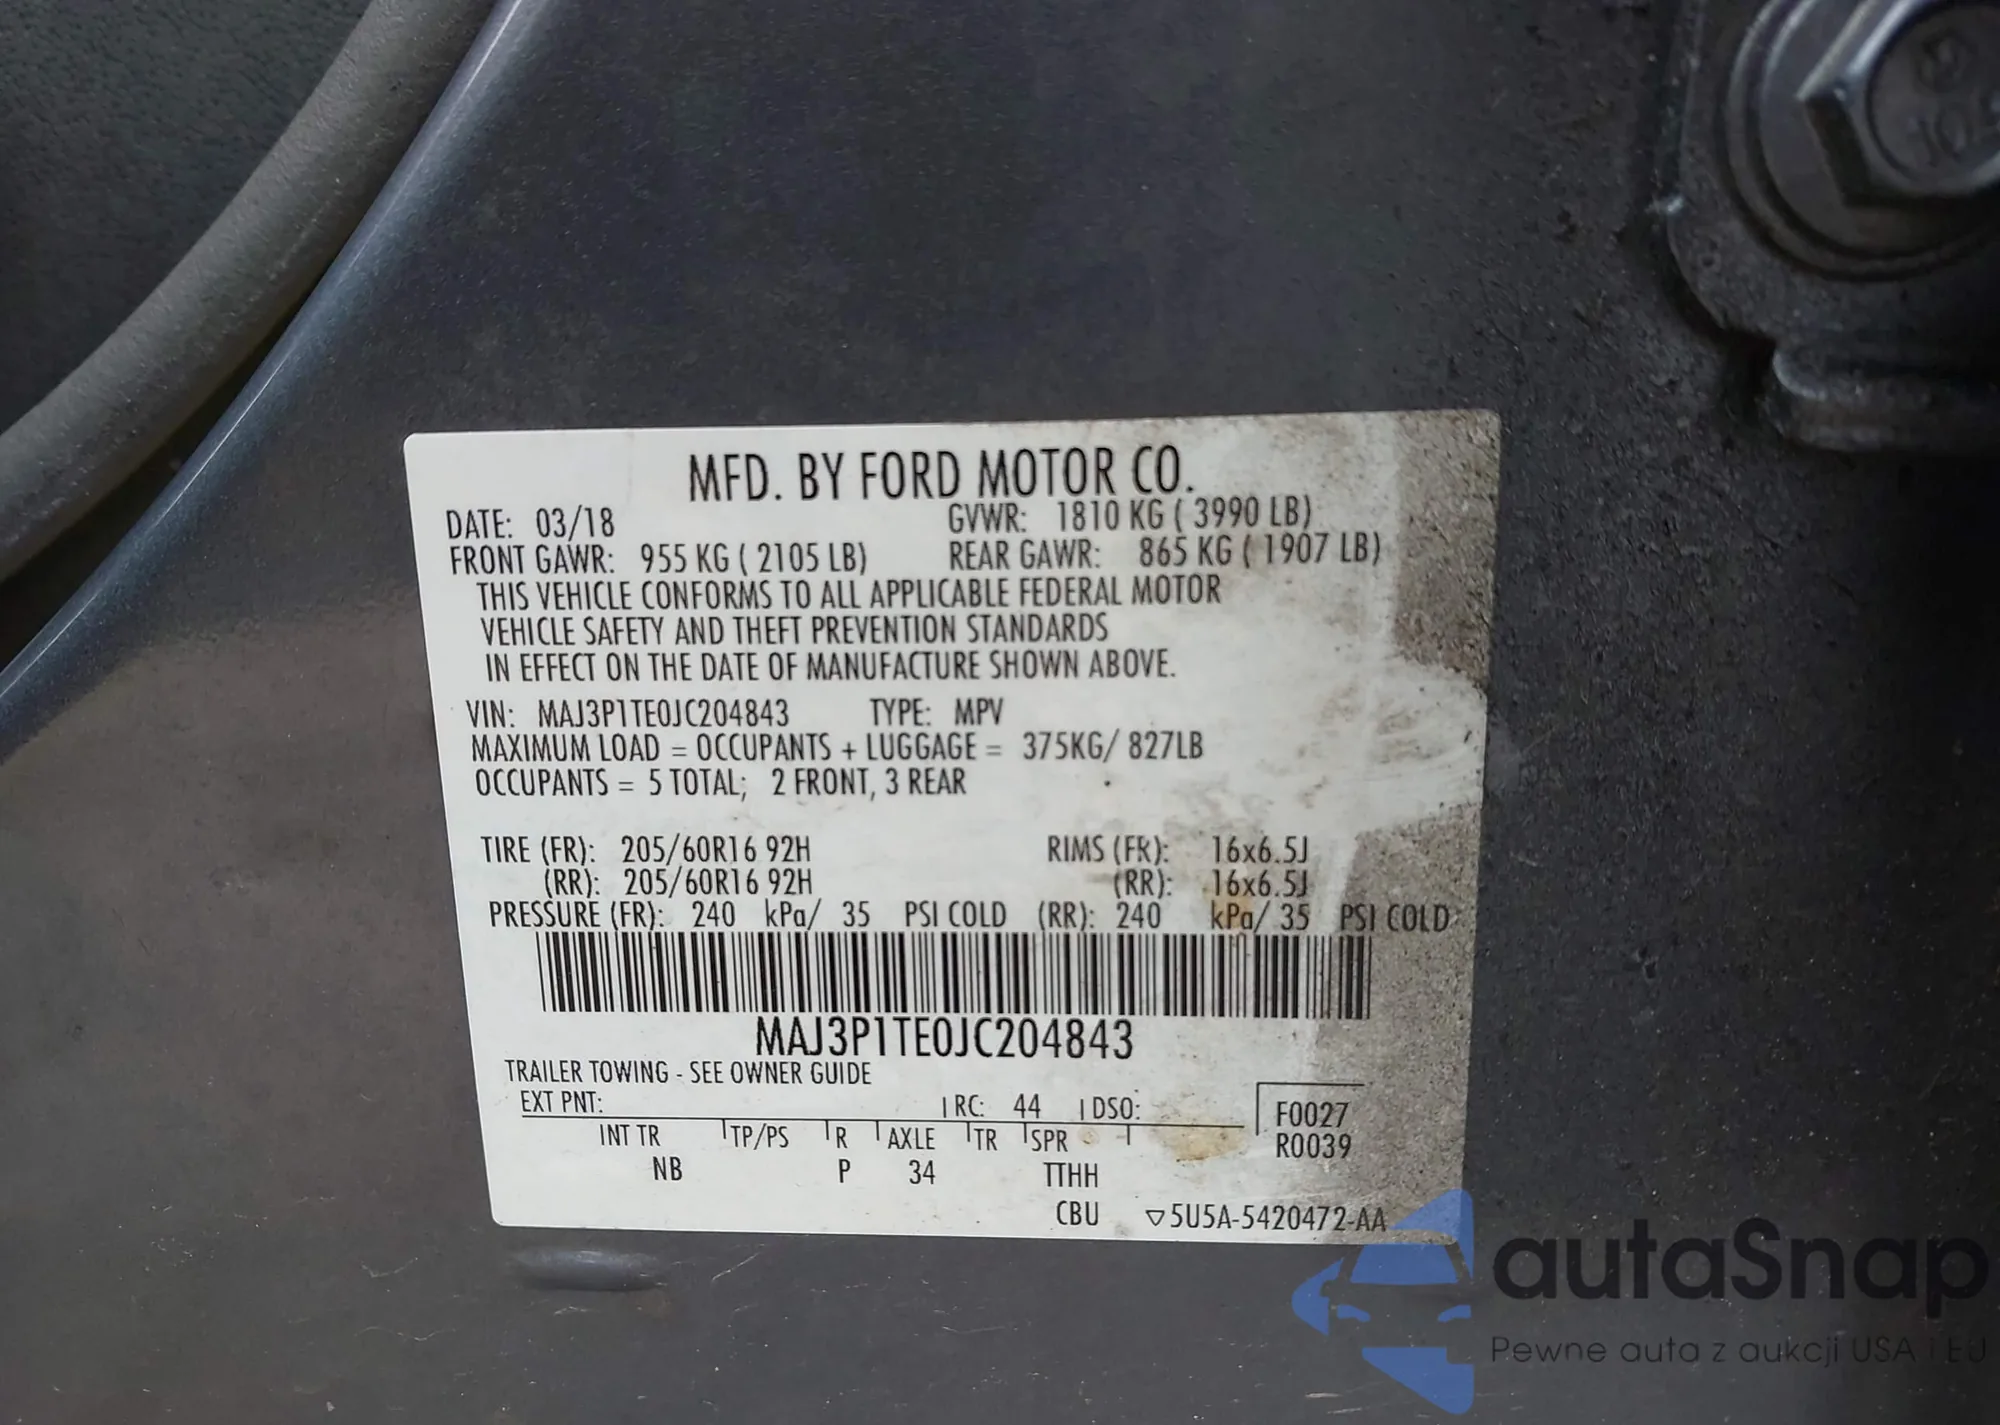 MFD. BY FORD MOTOR CO.
DATE: 03/18 GVWR: 1810 KG ( 3990 LB)
FRONT GAWR: 955 KG ( 2105 LB) REAR GAWR: 865 KG ( 1907 LB)
THIS VEHICLE CONFORMS TO ALL APPLICABLE FEDERAL MOTOR
VEHICLE SAFETY AND THEFT PREVENTION STANDARDS
IN EFFECT ON THE DATE OF MANUFACTURE SHOWN ABOVE.
VIN: MAJ3P1TE0JC204843 TYPE: MPV
MAXIMUM LOAD = OCCUPANTS + LUGGAGE = 375KG/ 827LB
OCCUPANTS = 5 TOTAL; 2 FRONT, 3 REAR
TIRE (FR): 205/60R16 92H RIMS (FR): 16x6.5J
(RR): 205/60R16 92H (RR): 16x6.5J
PRESSURE (FR): 240 kPa/ 35 PSI COLD (RR): 240 kPa/ 35 PSI COLD
MAJ3P1TE0JC204843
TRAILER TOWING - SEE OWNER GUIDE
EXT PNT: RC: 44 DSO: F0027
INT TR TP/PS R AXLE TR SPR R0039
NB P 34 TTHH
CBU ▽5U5A-5420472-AA
autaSnap
Pewne auta z aukcji USA i EU